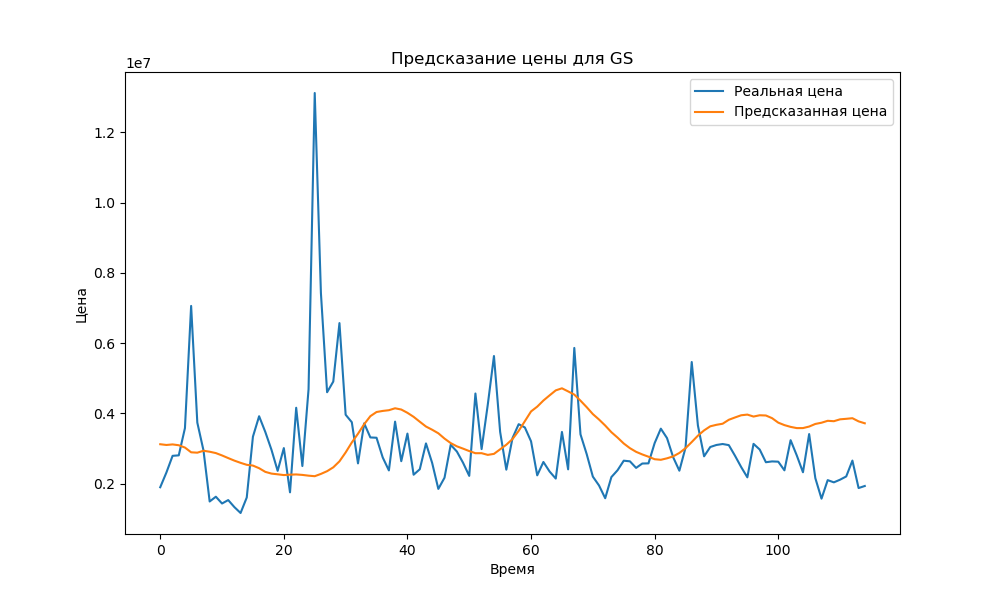 Предсказание цены для GS
1e7
Реальная цена
Предсказанная цена
1.2
1.0
0.8
0.6
0.4
0.2
Цена
0 20 40 60 80 100
Время